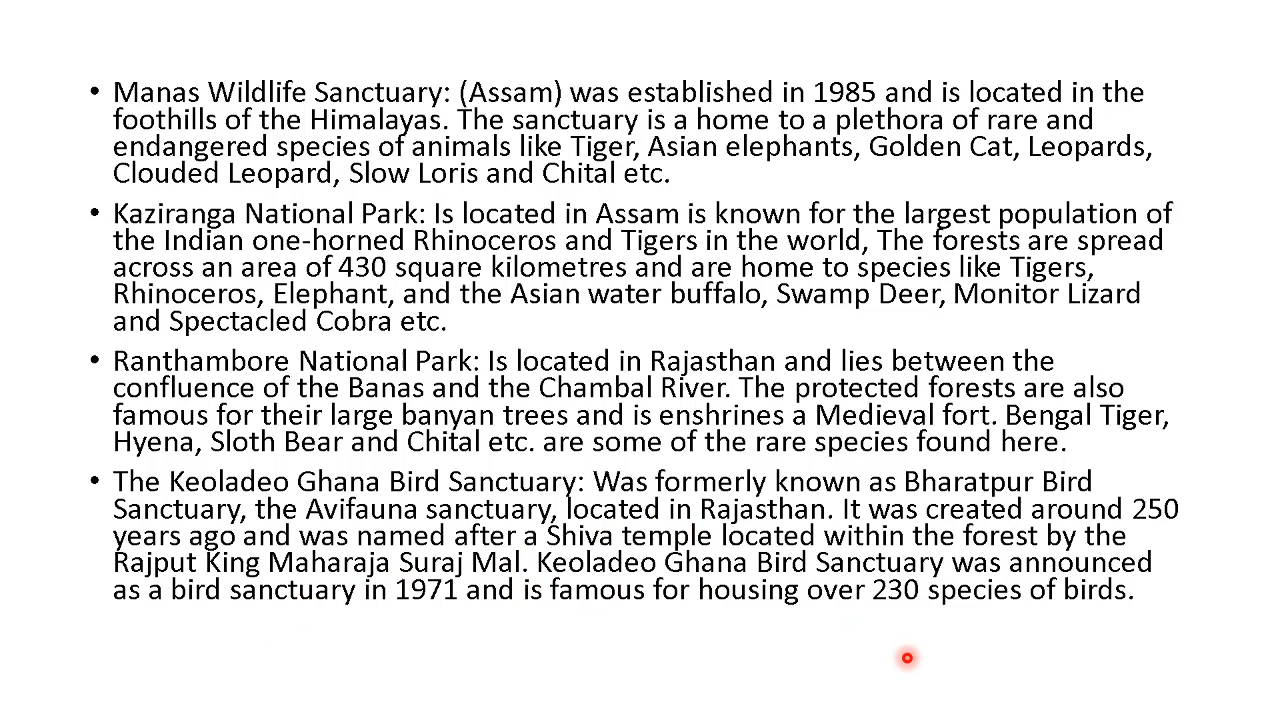 • Manas Wildlife Sanctuary: (Assam) was established in 1985 and is located in the
foothills of the Himalayas. The sanctuary is a home to a plethora of rare and
endangered species of animals like Tiger, Asian elephants, Golden Cat, Leopards,
Clouded Leopard, Slow Loris and Chital etc.
• Kaziranga National Park: Is located in Assam is known for the largest population of
the Indian one-horned Rhinoceros and Tigers in the world, The forests are spread
across an area of 430 square kilometres and are home to species like Tigers,
Rhinoceros, Elephant, and the Asian water buffalo, Swamp Deer, Monitor Lizard
and Spectacled Cobra etc.
• Ranthambore National Park: Is located in Rajasthan and lies between the
confluence of the Banas and the Chambal River. The protected forests are also
famous for their large banyan trees and is enshrines a Medieval fort. Bengal Tiger,
Hyena, Sloth Bear and Chital etc. are some of the rare species found here.
• The Keoladeo Ghana Bird Sanctuary: Was formerly known as Bharatpur Bird
Sanctuary, the Avifauna sanctuary, located in Rajasthan. It was created around 250
years ago and was named after a Shiva temple located within the forest by the
Rajput King Maharaja Suraj Mal. Keoladeo Ghana Bird Sanctuary was announced
as a bird sanctuary in 1971 and is famous for housing over 230 species of birds.